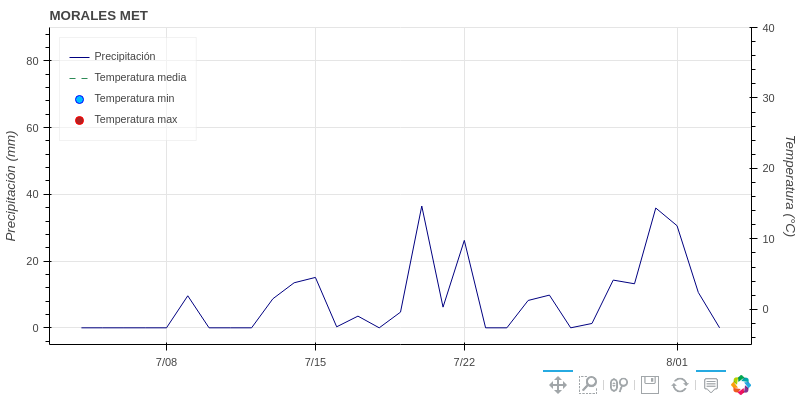 MORALES MET
Precipitación
Temperatura media
Temperatura min
Temperatura max
Precipitación (mm)
80
60
40
20
0
Temperatura (°C)
40
30
20
10
0
7/08
7/15
7/22
8/01